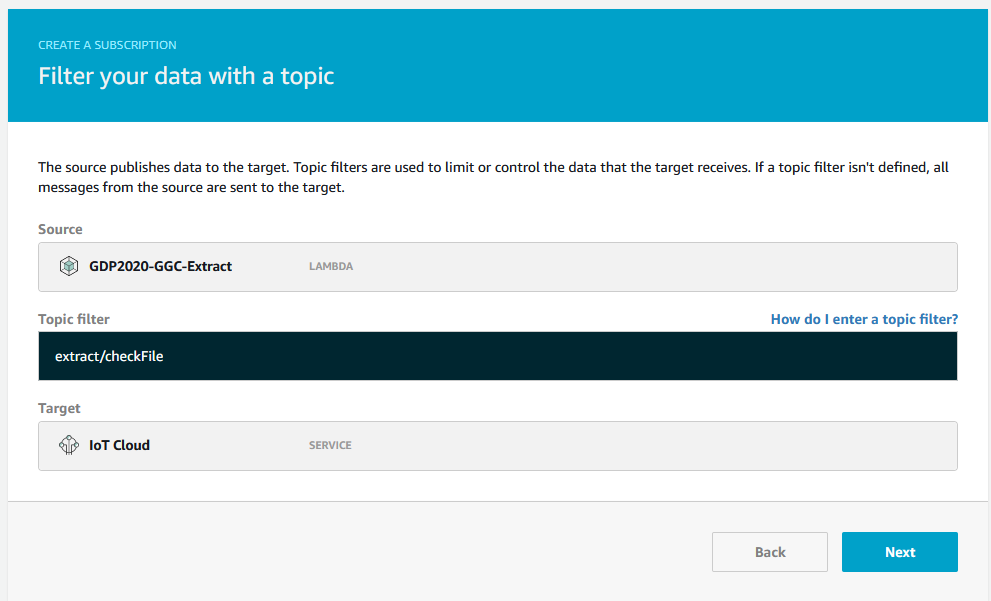 CREATE A SUBSCRIPTION
Filter your data with a topic
The source publishes data to the target. Topic filters are used to limit or control the data that the target receives. If a topic filter isn't defined, all
messages from the source are sent to the target.
Source
GDP2020-GGC-Extract LAMBDA
Topic filter How do I enter a topic filter?
extract/checkFile
Target
IoT Cloud SERVICE
Back Next